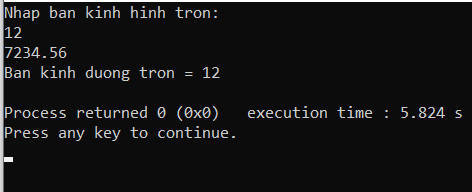 Nhap ban kinh hinh tron:
12
7234.56
Ban kinh duong tron = 12
Process returned 0 (0x0)   execution time : 5.824 s
Press any key to continue.